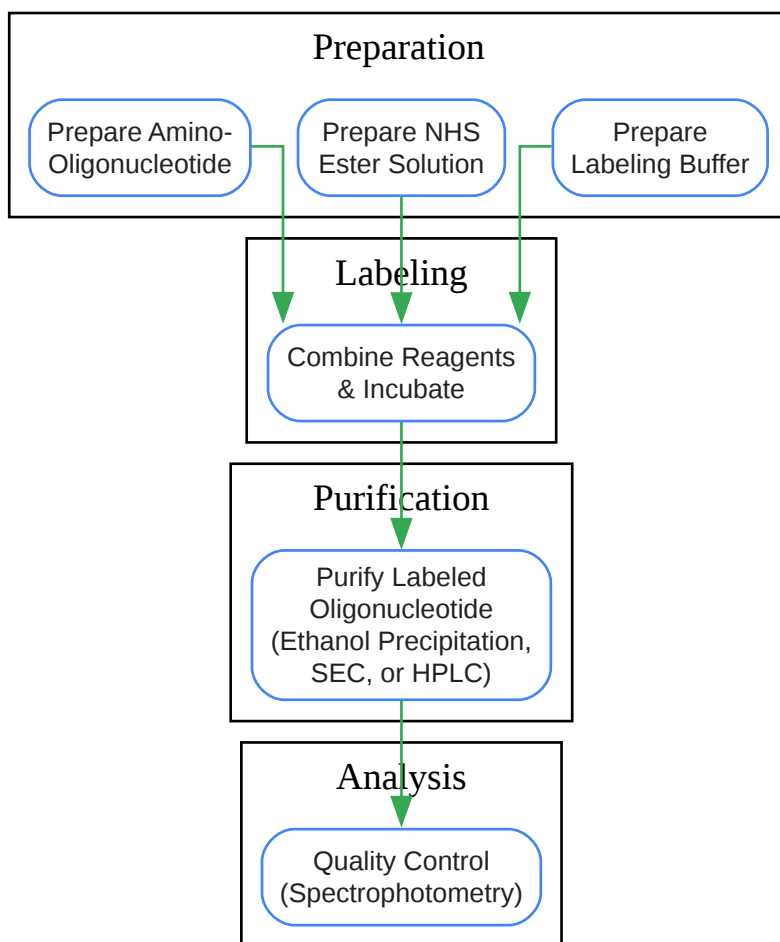 Preparation
Prepare Amino-
Oligonucleotide
Prepare NHS
Ester Solution
Prepare
Labeling Buffer
Labeling
Combine Reagents
& Incubate
Purification
Purify Labeled
Oligonucleotide
(Ethanol Precipitation,
SEC, or HPLC)
Analysis
Quality Control
(Spectrophotometry)